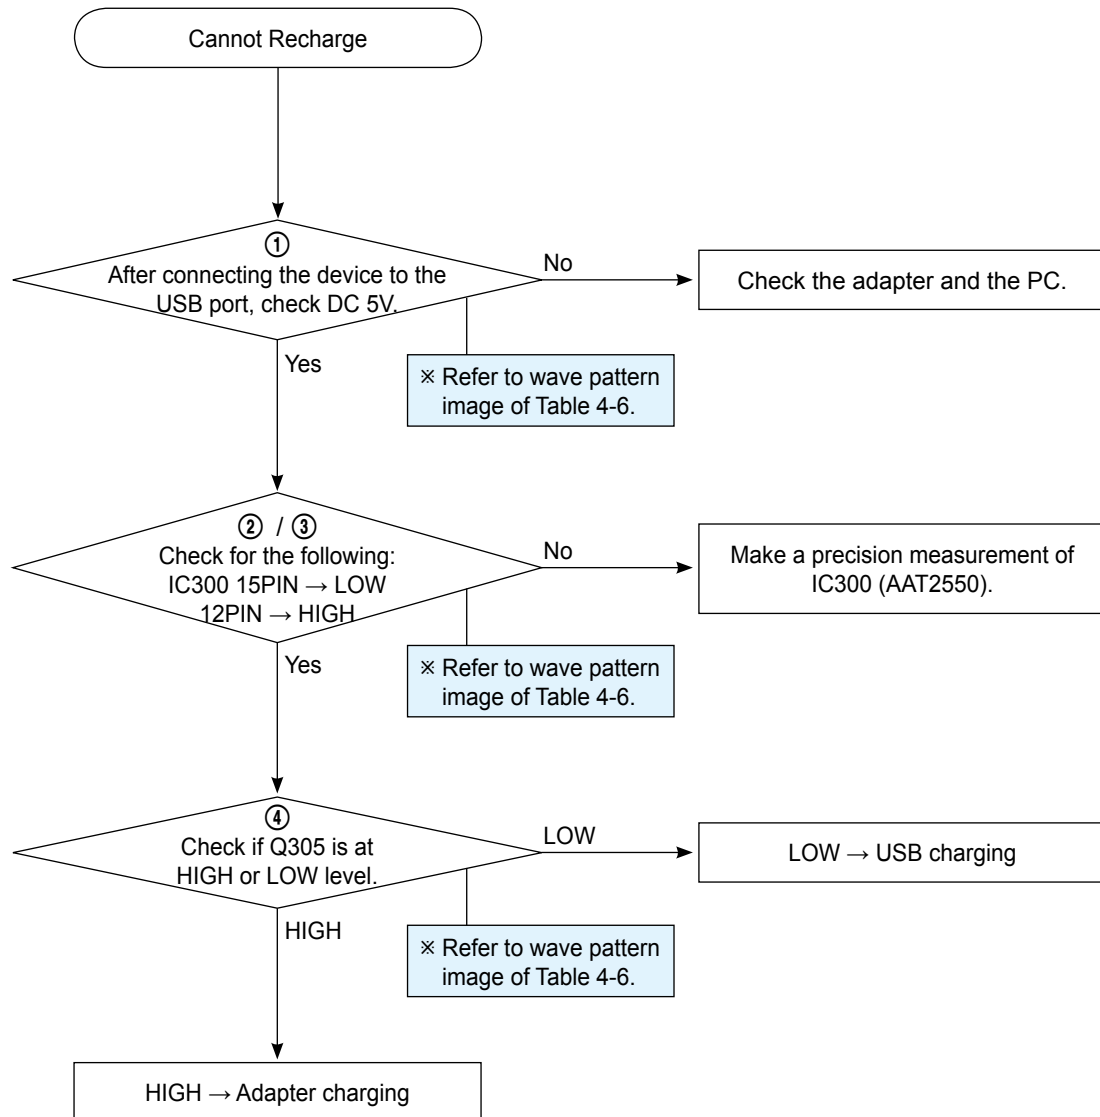 Cannot Recharge
①
After connecting the device to the
USB port, check DC 5V.
No
Check the adapter and the PC.
Yes
※ Refer to wave pattern
image of Table 4-6.
② / ③
Check for the following:
IC300 15PIN → LOW
12PIN → HIGH
No
Make a precision measurement of
IC300 (AAT2550).
Yes
※ Refer to wave pattern
image of Table 4-6.
④
Check if Q305 is at
HIGH or LOW level.
LOW
LOW → USB charging
HIGH
※ Refer to wave pattern
image of Table 4-6.
HIGH → Adapter charging